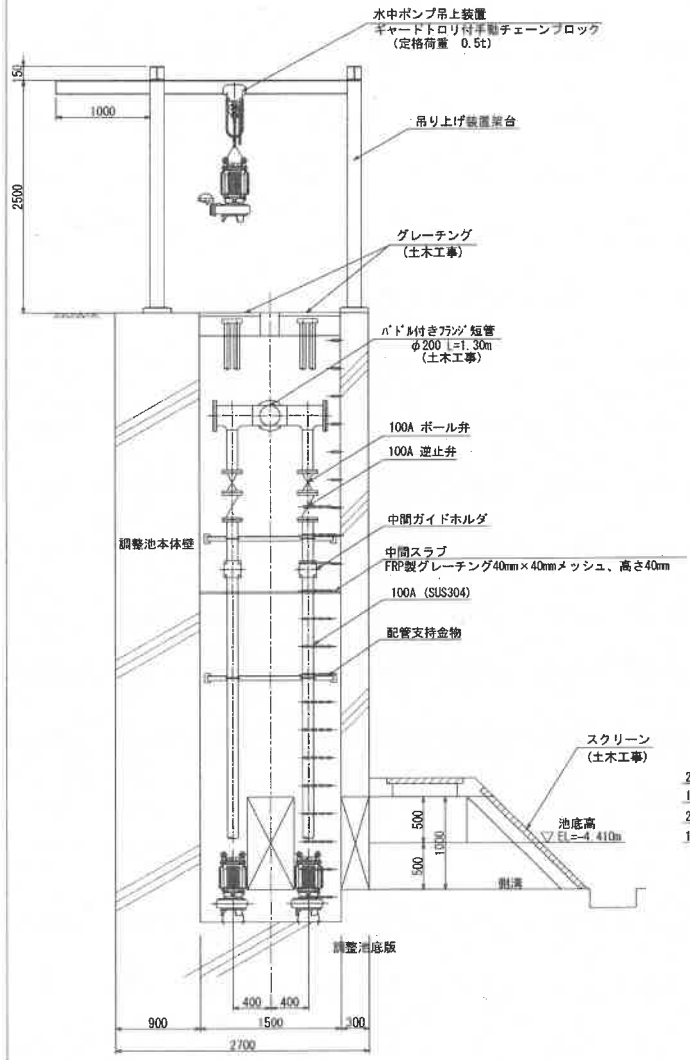 水中ポンプ吊上装置
ギヤードトロリ付手動チェーンブロック
(定格荷重 0.5t)
150
1000
吊り上げ装置架台
2500
グレーチング
(土木工事)
パドル付きフランジ短管
φ200 L=1.30m
(土木工事)
100A ボール弁
100A 逆止弁
中間ガイドホルダ
調整池本体壁
中間スラブ
FRP製グレーチング40mm×40mmメッシュ、高さ40mm
100A (SUS304)
配管支持金物
スクリーン
(土木工事)
2
1
2
1
500
1000
池底高
EL=-4.410m
500
側溝
調整池底版
400
400
900
1500
300
2700